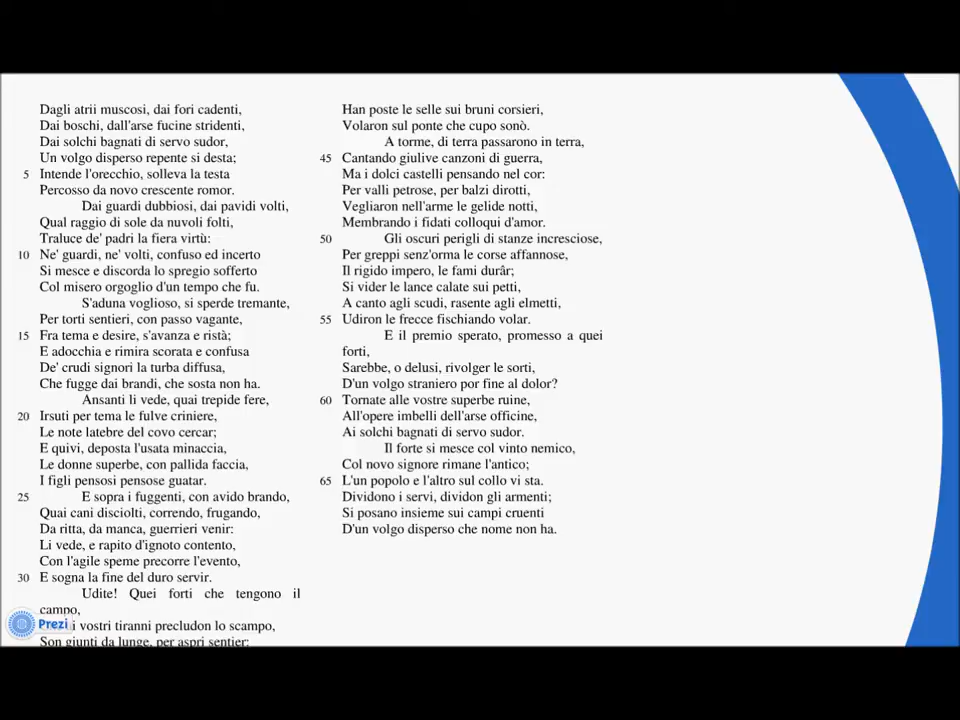 Dagli atrii muscosi, dai fori cadenti,
Dai boschi, dall'arse fucine stridenti,
Dai solchi bagnati di servo sudor,
Un volgo disperso repente si desta;
5 Intende l'orecchio, solleva la testa
Percosso da novo crescente romor.
Dai guardi dubbiosi, dai pavidi volti,
Qual raggio di sole da nuvoli folti,
Traluce de' padri la fiera virtù:
10 Ne' guardi, ne' volti, confuso ed incerto
Si mesce e discorda lo spregio sofferto
Col misero orgoglio d'un tempo che fu.
S'aduna voglioso, si sperde tremante,
Per torti sentieri, con passo vagante,
15 Fra tema e desire, s'avanza e ristà;
E adocchia e rimira scorata e confusa
De' crudi signori la turba diffusa,
Che fugge dai brandi, che sosta non ha.
Ansanti li vede, quai trepide fere,
20 Irsuti per tema le fulve criniere,
Le note latebre del covo cercar;
E quivi, deposta l'usata minaccia,
Le donne superbe, con pallida faccia,
I figli pensosi pensose guatar.
25 E sopra i fuggenti, con avido brando,
Quai cani disciolti, correndo, frugando,
Da ritta, da manca, guerrieri venir:
Li vede, e rapito d'ignoto contento,
Con l'agile speme precorre l'evento,
30 E sogna la fine del duro servir.
Udite! Quei forti che tengono il
campo,
i vostri tiranni precludon lo scampo,
Son giunti da lunge, per aspri sentier:
Han poste le selle sui bruni corsieri,
Volaron sul ponte che cupo sonò.
A torme, di terra passarono in terra,
45 Cantando giulive canzoni di guerra,
Ma i dolci castelli pensando nel cor:
Per valli petrose, per balzi dirotti,
Vegliaron nell'arme le gelide notti,
Membrando i fidati colloqui d'amor.
50 Gli oscuri perigli di stanze incresciose,
Per greppi senz'orma le corse affannose,
Il rigido impero, le fami durâr;
Si vider le lance calate sui petti,
A canto agli scudi, rasente agli elmetti,
55 Udiron le frecce fischiando volar.
E il premio sperato, promesso a quei
forti,
Sarebbe, o delusi, rivolger le sorti,
D'un volgo straniero por fine al dolor?
60 Tornate alle vostre superbe ruine,
All'opere imbelli dell'arse officine,
Ai solchi bagnati di servo sudor.
Il forte si mesce col vinto nemico,
Col novo signore rimane l'antico;
65 L'un popolo e l'altro sul collo vi sta.
Dividono i servi, dividon gli armenti;
Si posano insieme sui campi cruenti
D'un volgo disperso che nome non ha.
Prezi